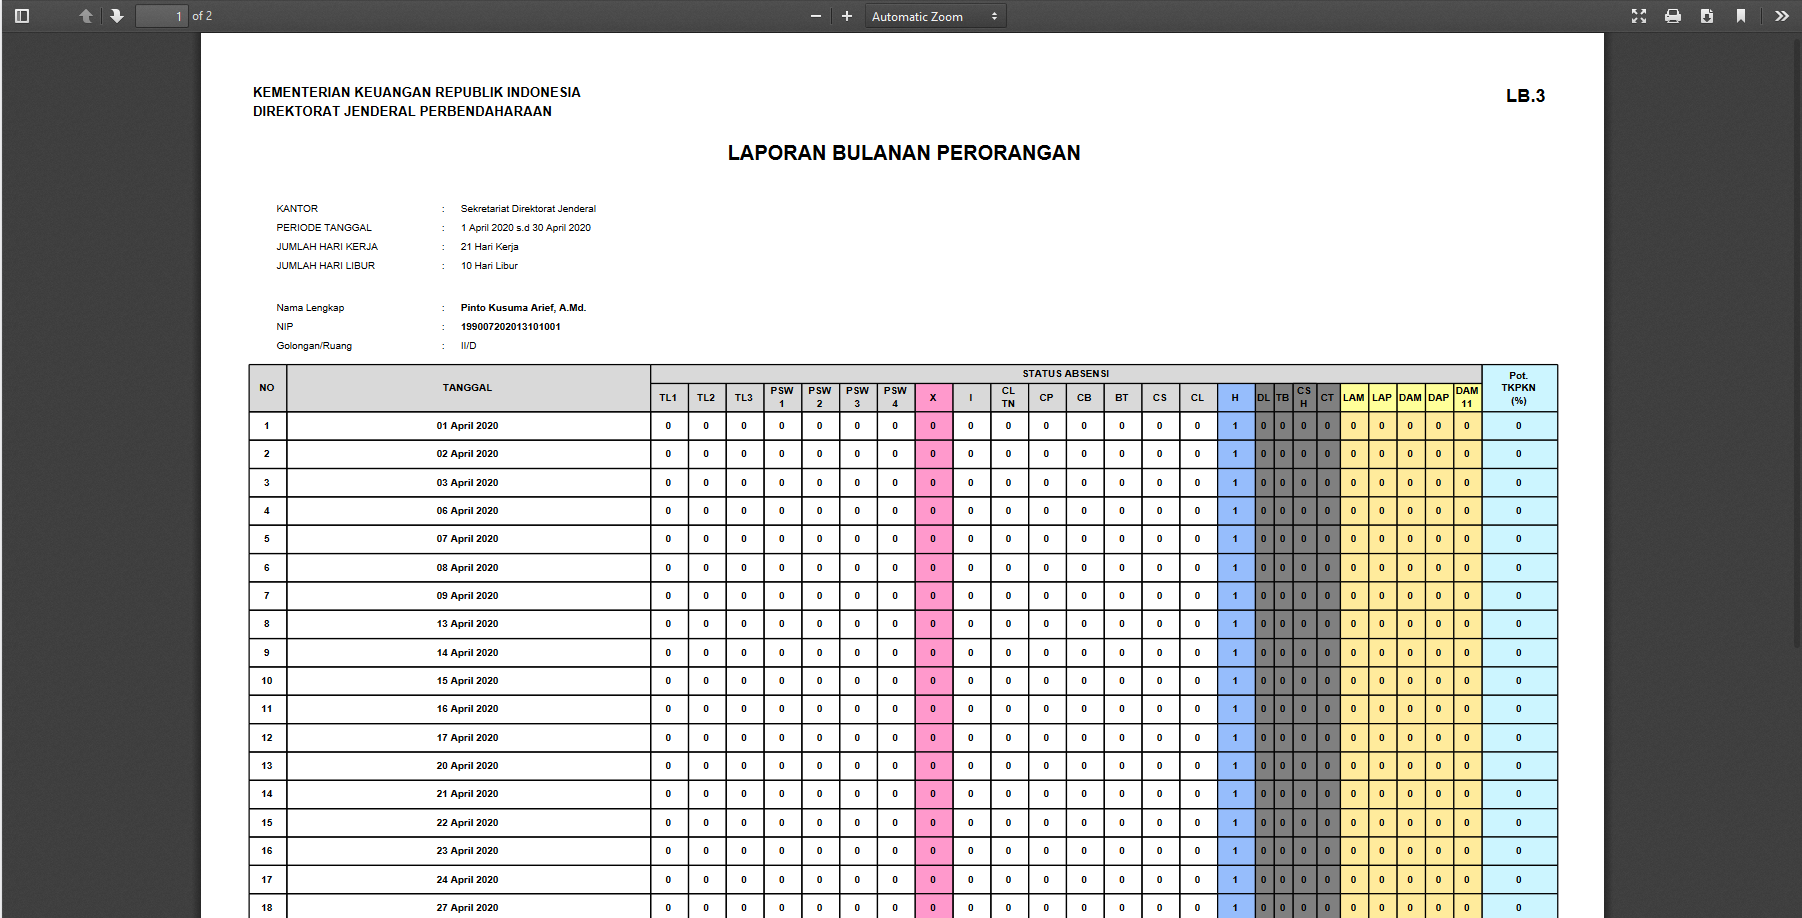 1 of 2
Automatic Zoom
KEMENTERIAN KEUANGAN REPUBLIK INDONESIA
DIREKTORAT JENDERAL PERBENDAHARAAN
LB.3
LAPORAN BULANAN PERORANGAN
KANTOR : Sekretariat Direktorat Jenderal
PERIODE TANGGAL : 1 April 2020 s.d 30 April 2020
JUMLAH HARI KERJA : 21 Hari Kerja
JUMLAH HARI LIBUR : 10 Hari Libur
Nama Lengkap : Pinto Kusuma Arief, A.Md.
NIP : 199007202013101001
Golongan/Ruang : II/D
NO TANGGAL STATUS ABSENSI Pot. TKPKN (%)
TL1 TL2 TL3 PSW 1 PSW 2 PSW 3 PSW 4 X I CL TN CP CB BT CS CL H DL TB CS H CT LAM LAP DAM DAP DAM 11
1 01 April 2020 0 0 0 0 0 0 0 0 0 0 0 0 0 0 0 1 0 0 0 0 0 0 0 0 0 0
2 02 April 2020 0 0 0 0 0 0 0 0 0 0 0 0 0 0 0 1 0 0 0 0 0 0 0 0 0 0
3 03 April 2020 0 0 0 0 0 0 0 0 0 0 0 0 0 0 0 1 0 0 0 0 0 0 0 0 0 0
4 06 April 2020 0 0 0 0 0 0 0 0 0 0 0 0 0 0 0 1 0 0 0 0 0 0 0 0 0 0
5 07 April 2020 0 0 0 0 0 0 0 0 0 0 0 0 0 0 0 1 0 0 0 0 0 0 0 0 0 0
6 08 April 2020 0 0 0 0 0 0 0 0 0 0 0 0 0 0 0 1 0 0 0 0 0 0 0 0 0 0
7 09 April 2020 0 0 0 0 0 0 0 0 0 0 0 0 0 0 0 1 0 0 0 0 0 0 0 0 0 0
8 13 April 2020 0 0 0 0 0 0 0 0 0 0 0 0 0 0 0 1 0 0 0 0 0 0 0 0 0 0
9 14 April 2020 0 0 0 0 0 0 0 0 0 0 0 0 0 0 0 1 0 0 0 0 0 0 0 0 0 0
10 15 April 2020 0 0 0 0 0 0 0 0 0 0 0 0 0 0 0 1 0 0 0 0 0 0 0 0 0 0
11 16 April 2020 0 0 0 0 0 0 0 0 0 0 0 0 0 0 0 1 0 0 0 0 0 0 0 0 0 0
12 17 April 2020 0 0 0 0 0 0 0 0 0 0 0 0 0 0 0 1 0 0 0 0 0 0 0 0 0 0
13 20 April 2020 0 0 0 0 0 0 0 0 0 0 0 0 0 0 0 1 0 0 0 0 0 0 0 0 0 0
14 21 April 2020 0 0 0 0 0 0 0 0 0 0 0 0 0 0 0 1 0 0 0 0 0 0 0 0 0 0
15 22 April 2020 0 0 0 0 0 0 0 0 0 0 0 0 0 0 0 1 0 0 0 0 0 0 0 0 0 0
16 23 April 2020 0 0 0 0 0 0 0 0 0 0 0 0 0 0 0 1 0 0 0 0 0 0 0 0 0 0
17 24 April 2020 0 0 0 0 0 0 0 0 0 0 0 0 0 0 0 1 0 0 0 0 0 0 0 0 0 0
18 27 April 2020 0 0 0 0 0 0 0 0 0 0 0 0 0 0 0 1 0 0 0 0 0 0 0 0 0 0